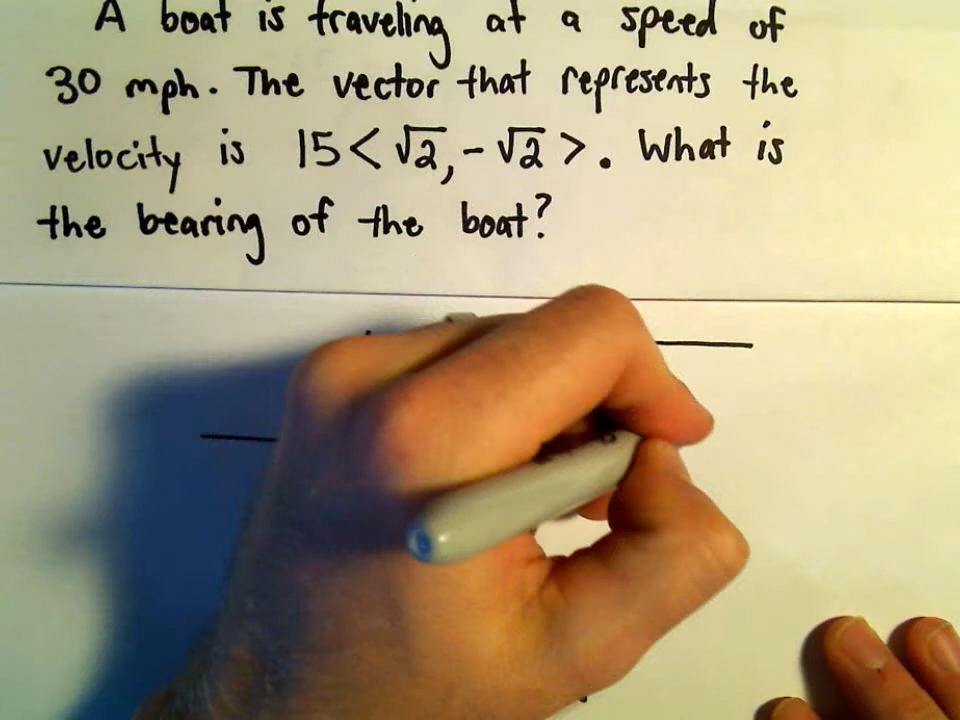 A boat is traveling at a speed of
30 mph. The vector that represents the
velocity is 15<√2,-√2>. What is
the bearing of the boat?